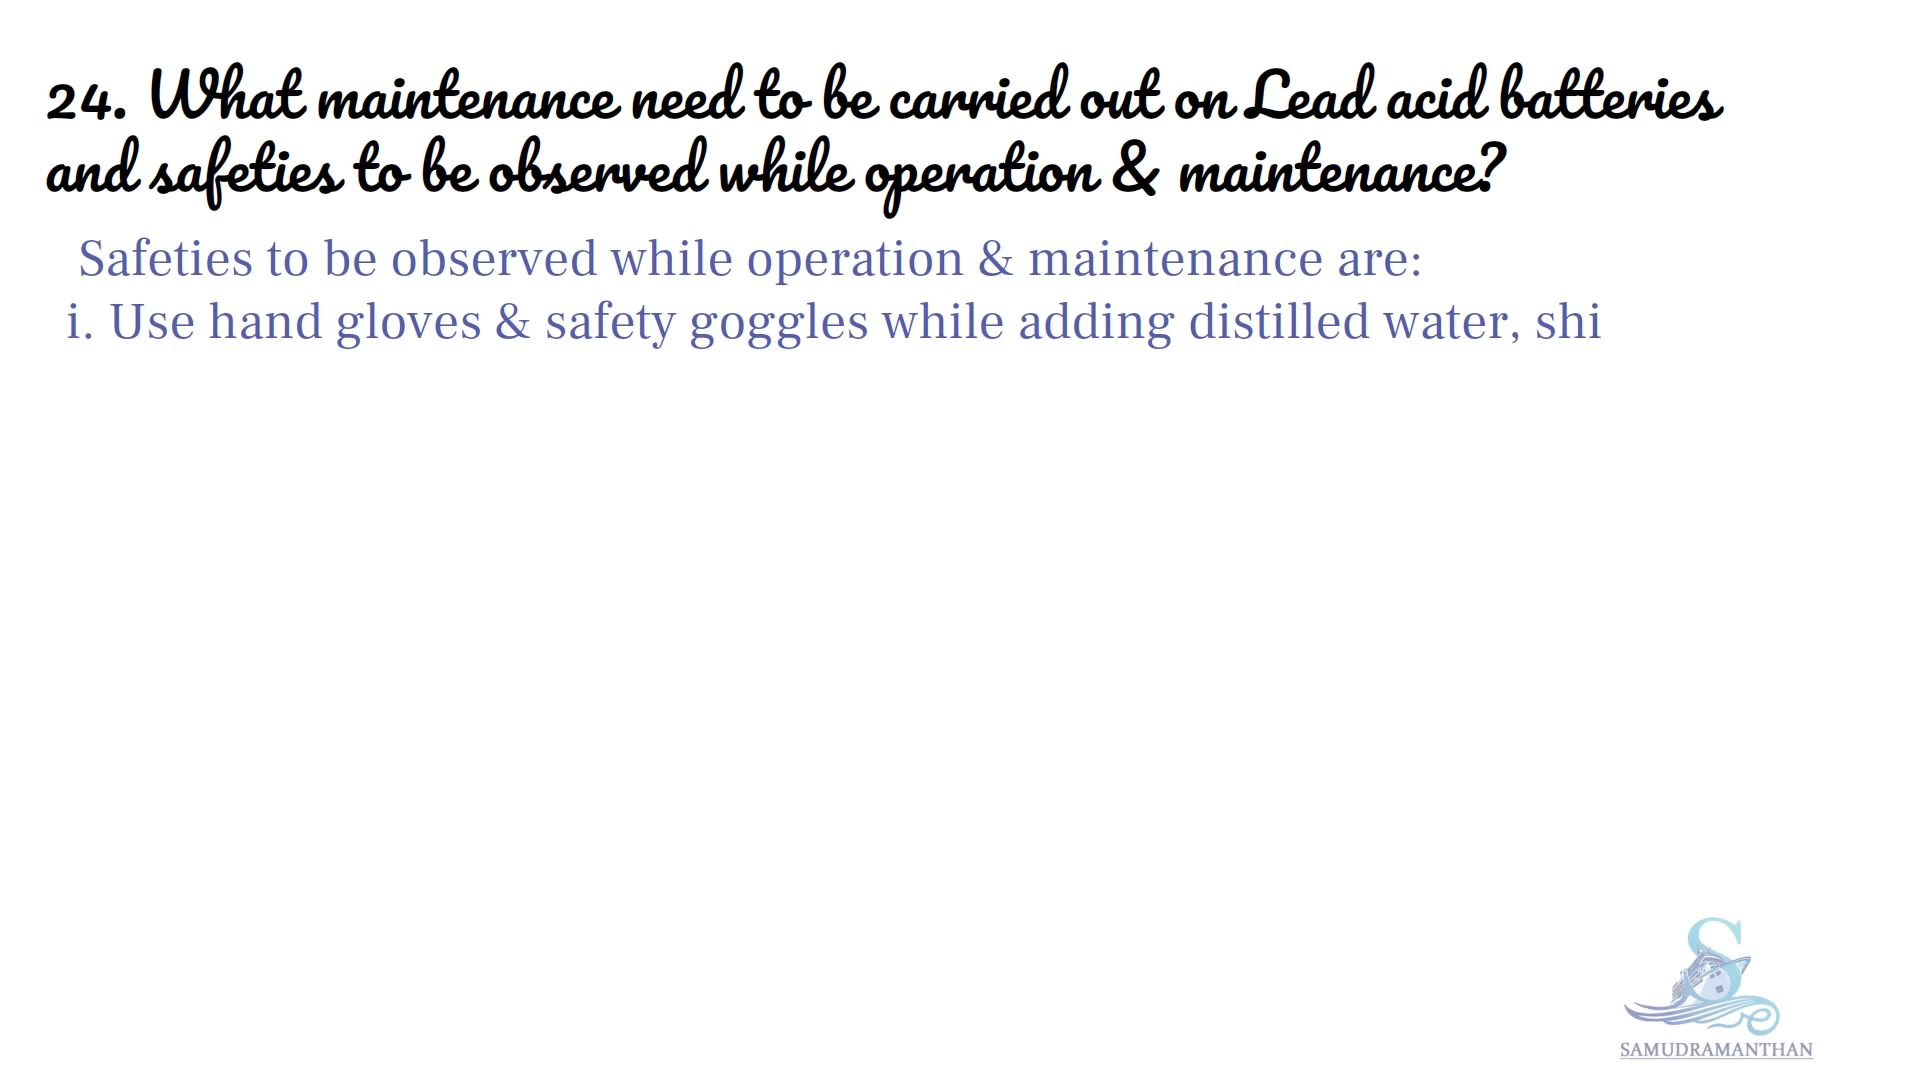 24. What maintenance need to be carried out on Lead acid batteries
and safeties to be observed while operation & maintenance?
Safeties to be observed while operation & maintenance are:
i. Use hand gloves & safety goggles while adding distilled water, shi
SAMUDRAMANTHAN